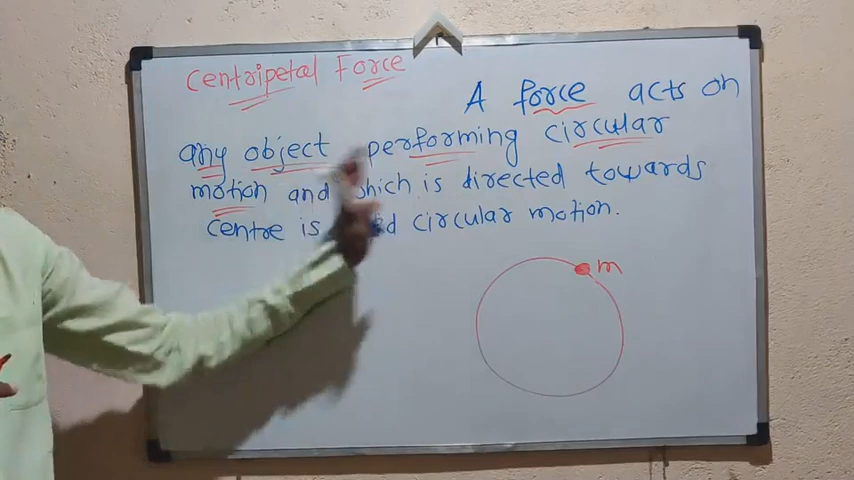 Centripetal Force
A force acts on
any object performing circular
motion and which is directed towards
centre is circular motion.
m